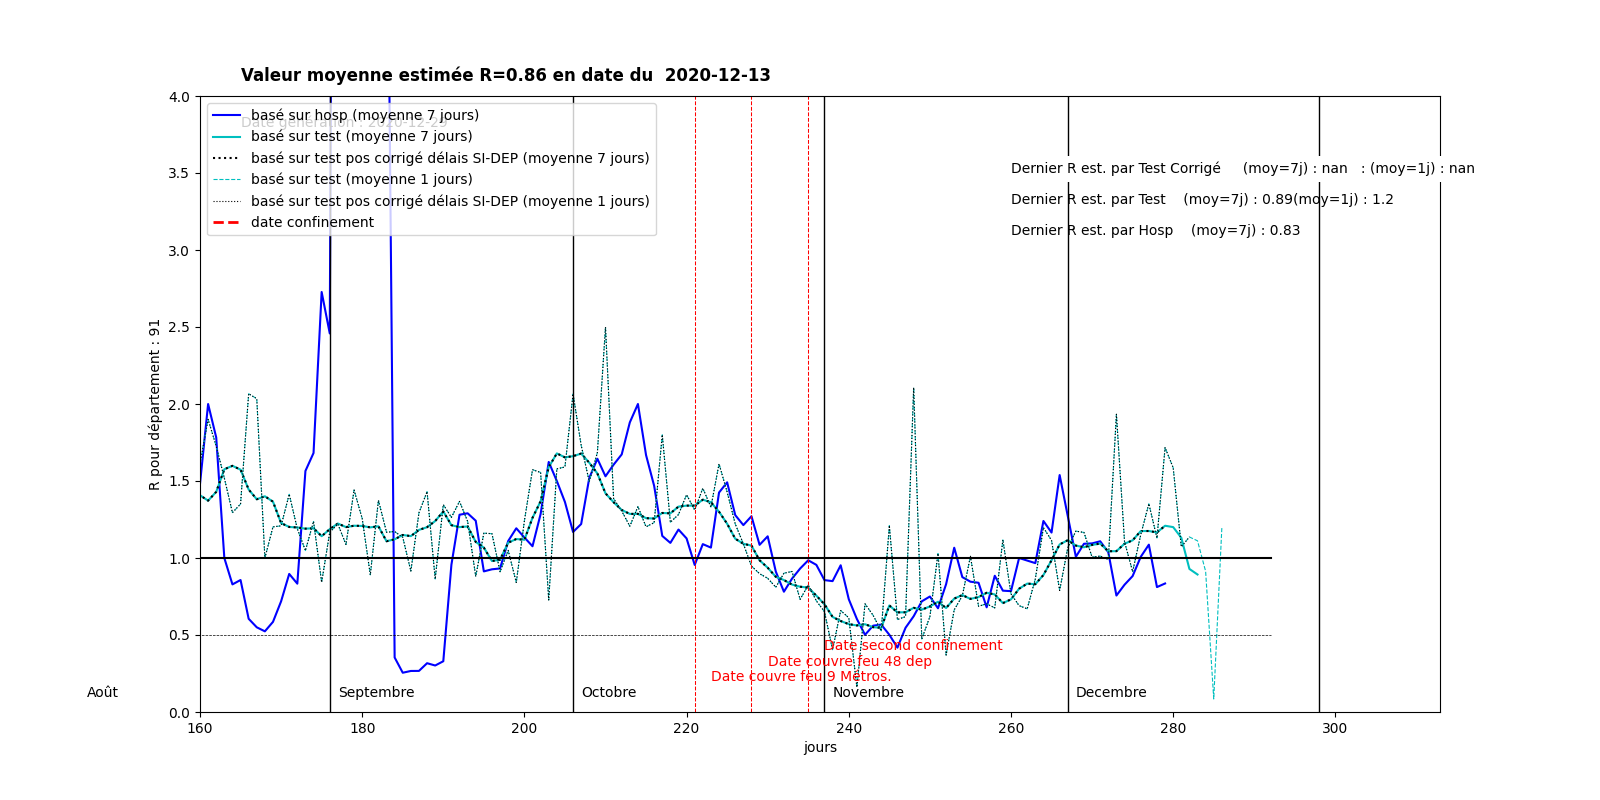 Valeur moyenne estimée R=0.86 en date du  2020-12-13
Date génération : 2020-12-29
basé sur hosp (moyenne 7 jours)
basé sur test (moyenne 7 jours)
basé sur test pos corrigé délais SI-DEP (moyenne 7 jours)
basé sur test (moyenne 1 jours)
basé sur test pos corrigé délais SI-DEP (moyenne 1 jours)
date confinement
Dernier R est. par Test Corrigé    (moy=7j) : nan   : (moy=1j) : nan
Dernier R est. par Test    (moy=7j) : 0.89(moy=1j) : 1.2
Dernier R est. par Hosp    (moy=7j) : 0.83
R pour département : 91
4.0
3.5
3.0
2.5
2.0
1.5
1.0
0.5
0.0
Date second confinement
Date couvre feu 48 dep
Date couvre feu 9 Métros.
Août
Septembre
Octobre
Novembre
Decembre
160
180
200
220
240
260
280
300
jours